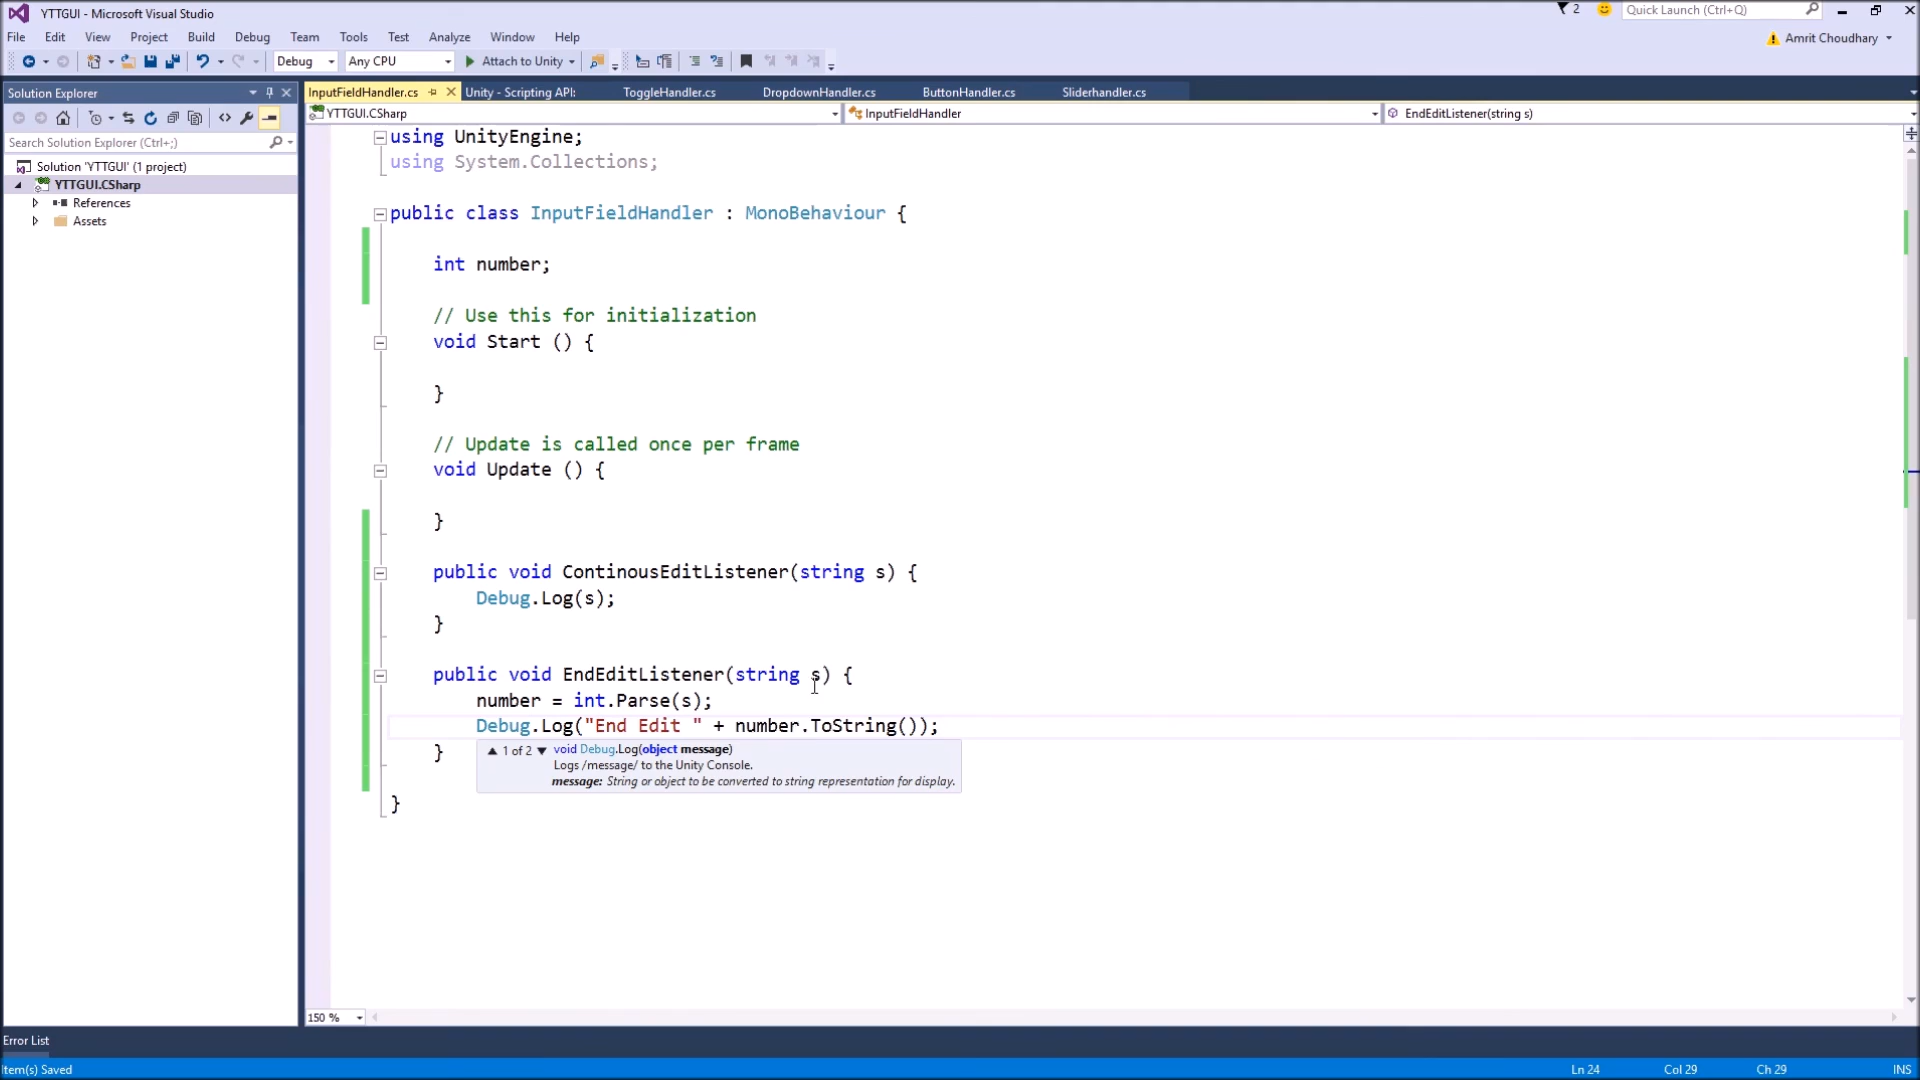 YTTGUI - Microsoft Visual Studio
2
Quick Launch (Ctrl+Q)
File Edit View Project Build Debug Team Tools Test Analyze Window Help
Amrit Choudhary
Debug Any CPU Attach to Unity
Solution Explorer
InputFieldHandler.cs Unity - Scripting API: ToggleHandler.cs DropdownHandler.cs ButtonHandler.cs Sliderhandler.cs
YTTGUI.CSharp InputFieldHandler EndEditListener(string s)
Search Solution Explorer (Ctrl+;)
Solution 'YTTGUI' (1 project)
YTTGUI.CSharp
References
Assets
using UnityEngine;
using System.Collections;
public class InputFieldHandler : MonoBehaviour {
int number;
// Use this for initialization
void Start () {
}
// Update is called once per frame
void Update () {
}
public void ContinousEditListener(string s) {
Debug.Log(s);
}
public void EndEditListener(string s) {
number = int.Parse(s);
Debug.Log("End Edit " + number.ToString());
}
1 of 2 void Debug.Log(object message)
Logs /message/ to the Unity Console.
message: String or object to be converted to string representation for display.
}
150 %
Error List
Item(s) Saved
Ln 24 Col 29 Ch 29 INS